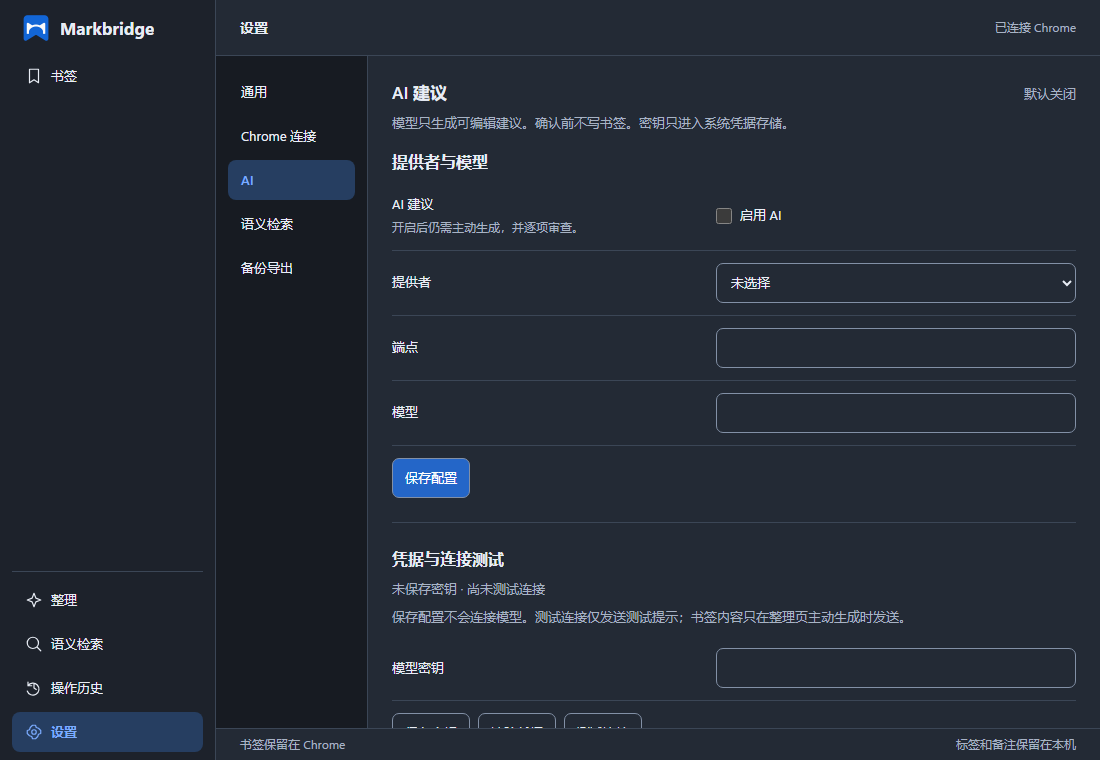 Markbridge
设置
已连接 Chrome
书签
通用
Chrome 连接
AI
语义检索
备份导出
AI 建议
默认关闭
模型只生成可编辑建议。确认前不写书签。密钥只进入系统凭据存储。
提供者与模型
AI 建议
开启后仍需主动生成，并逐项审查。
启用 AI
提供者
未选择
端点
模型
保存配置
凭据与连接测试
未保存密钥 · 尚未测试连接
保存配置不会连接模型。测试连接仅发送测试提示；书签内容只在整理页主动生成时发送。
模型密钥
整理
语义检索
操作历史
设置
书签保留在 Chrome
标签和备注保留在本机